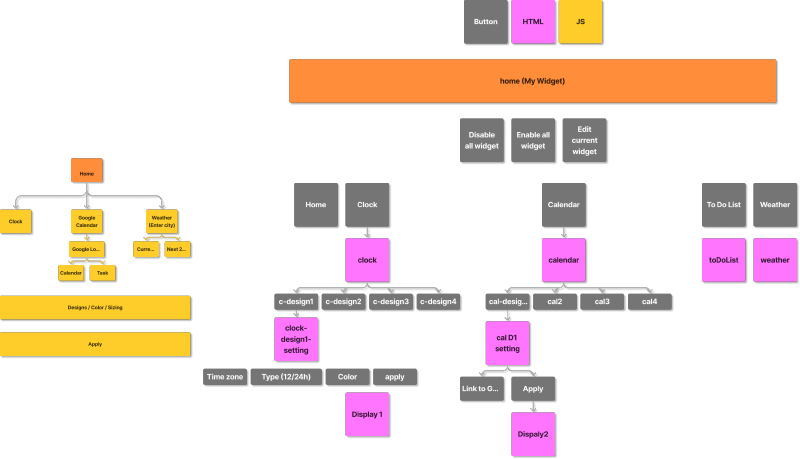 Button
HTML
JS
home (My Widget)
Disable
all widget
Enable all
widget
Edit
current
widget
Home
Clock
Google
Calendar
Weather
(Enter city)
Google Lo...
Curre...
Next 2...
Calendar
Task
Designs / Color / Sizing
Apply
Home
Clock
Calendar
To Do List
Weather
clock
calendar
toDoList
weather
c-design1
c-design2
c-design3
c-design4
cal-desig...
cal2
cal3
cal4
clock-
design1-
setting
cal D1
setting
Time zone
Type (12/24h)
Color
apply
Link to G...
Apply
Display 1
Dispaly2